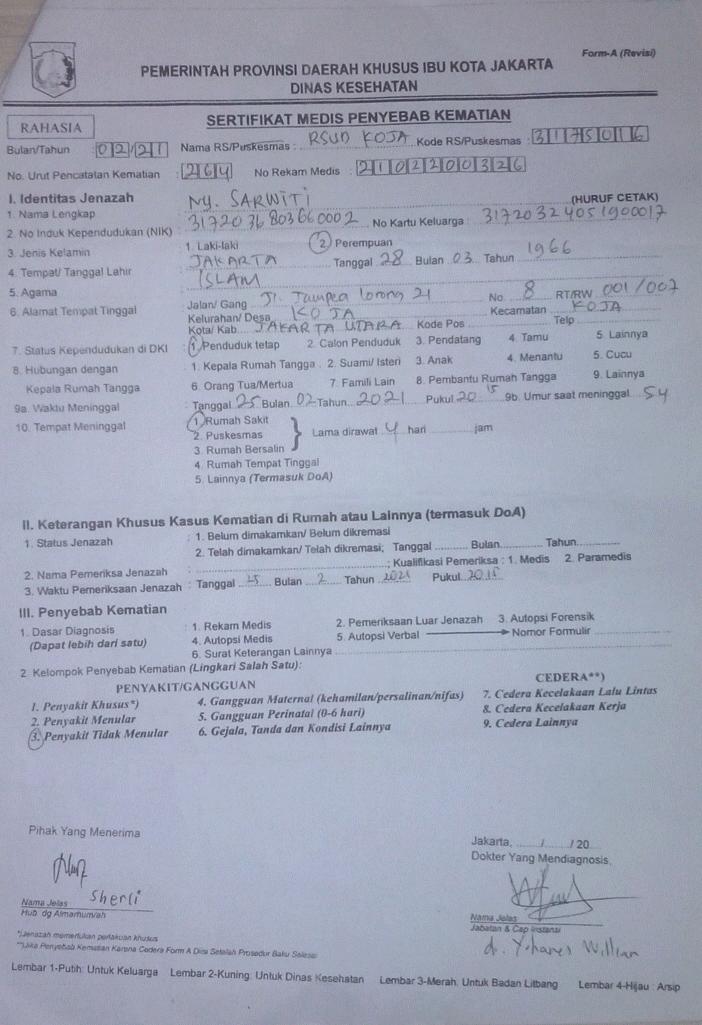 Form-A (Revisi)
PEMERINTAH PROVINSI DAERAH KHUSUS IBU KOTA JAKARTA
DINAS KESEHATAN
SERTIFIKAT MEDIS PENYEBAB KEMATIAN
RAHASIA
Bulan/Tahun : 02/21 Nama RS/Puskesmas : RSUD KOJA Kode RS/Puskesmas : 3175016
No. Urut Pencatatan Kematian : 264 No Rekam Medis : 2102200326
I. Identitas Jenazah
1. Nama Lengkap Ny. SARWITI (HURUF CETAK)
2. No Induk Kependudukan (NIK) 3172036803660002 No Kartu Keluarga : 31720324051900017
3. Jenis Kelamin 1. Laki-laki 2 Perempuan
4. Tempat/ Tanggal Lahir JAKARTA Tanggal 28 Bulan 03 Tahun 1966
5. Agama ISLAM
6. Alamat Tempat Tinggal : Jalan/ Gang Jl. Jampea lorong 21 No. 8 RT/RW 001/007
Kelurahan/ Desa KOJA Kecamatan KOJA
Kota/ Kab JAKARTA UTARA Kode Pos Telp
7. Status Kependudukan di DKI : 1 Penduduk tetap 2. Calon Penduduk 3. Pendatang 4. Tamu 5. Lainnya
8. Hubungan dengan : 1. Kepala Rumah Tangga 2. Suami/ Isteri 3. Anak 4. Menantu 5. Cucu
Kepala Rumah Tangga 6. Orang Tua/Mertua 7. Famili Lain 8. Pembantu Rumah Tangga 9. Lainnya
9a. Waktu Meninggal : Tanggal 25 Bulan 02 Tahun 2021 Pukul 20 15 9b. Umur saat meninggal 54
10. Tempat Meninggal : 1. Rumah Sakit
2. Puskesmas Lama dirawat 4 hari jam
3. Rumah Bersalin
4. Rumah Tempat Tinggal
5. Lainnya (Termasuk DoA)
II. Keterangan Khusus Kasus Kematian di Rumah atau Lainnya (termasuk DoA)
1. Status Jenazah : 1. Belum dimakamkan/ Belum dikremasi
2. Telah dimakamkan/ Telah dikremasi; Tanggal Bulan Tahun
2. Nama Pemeriksa Jenazah : ; Kualifikasi Pemeriksa : 1. Medis 2. Paramedis
3. Waktu Pemeriksaan Jenazah : Tanggal 25 Bulan 2 Tahun 2021 Pukul 20.15
III. Penyebab Kematian
1. Dasar Diagnosis : 1. Rekam Medis 2. Pemeriksaan Luar Jenazah 3. Autopsi Forensik
(Dapat lebih dari satu) 4. Autopsi Medis 5. Autopsi Verbal Nomor Formulir
6. Surat Keterangan Lainnya
2. Kelompok Penyebab Kematian (Lingkari Salah Satu):
PENYAKIT/GANGGUAN CEDERA**)
1. Penyakit Khusus*) 4. Gangguan Maternal (kehamilan/persalinan/nifas) 7. Cedera Kecelakaan Lalu Lintas
2. Penyakit Menular 5. Gangguan Perinatal (0-6 hari) 8. Cedera Kecelakaan Kerja
3. Penyakit Tidak Menular 6. Gejala, Tanda dan Kondisi Lainnya 9. Cedera Lainnya
Pihak Yang Menerima
Jakarta, / /20
Dokter Yang Mendiagnosis,
Sherli
Nama Jelas
Hub. dg Almarhum/ah
Nama Jelas
Jabatan & Cap Instansi
dr. Yohanes William
*)Jenazah memerlukan perlakuan khusus
**)Jika Penyebab Kematian Karena Cedera Form A Diisi Setelah Prosedur Baku Selesai
Lembar 1-Putih: Untuk Keluarga Lembar 2-Kuning: Untuk Dinas Kesehatan Lembar 3-Merah: Untuk Badan Litbang Lembar 4-Hijau : Arsip